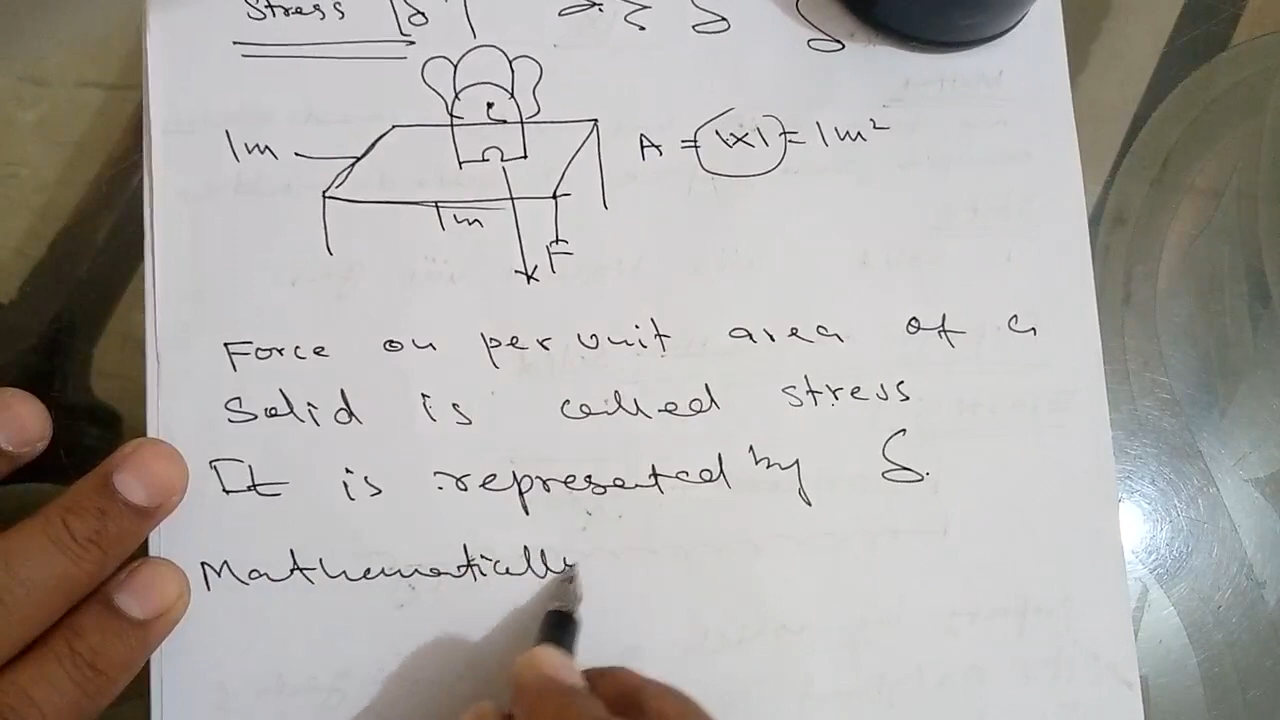 Stress
1m
A = 1x1 = 1m²
1m
F
Force on per unit area of a
Solid is called stress
It is represented by δ.
Mathematically